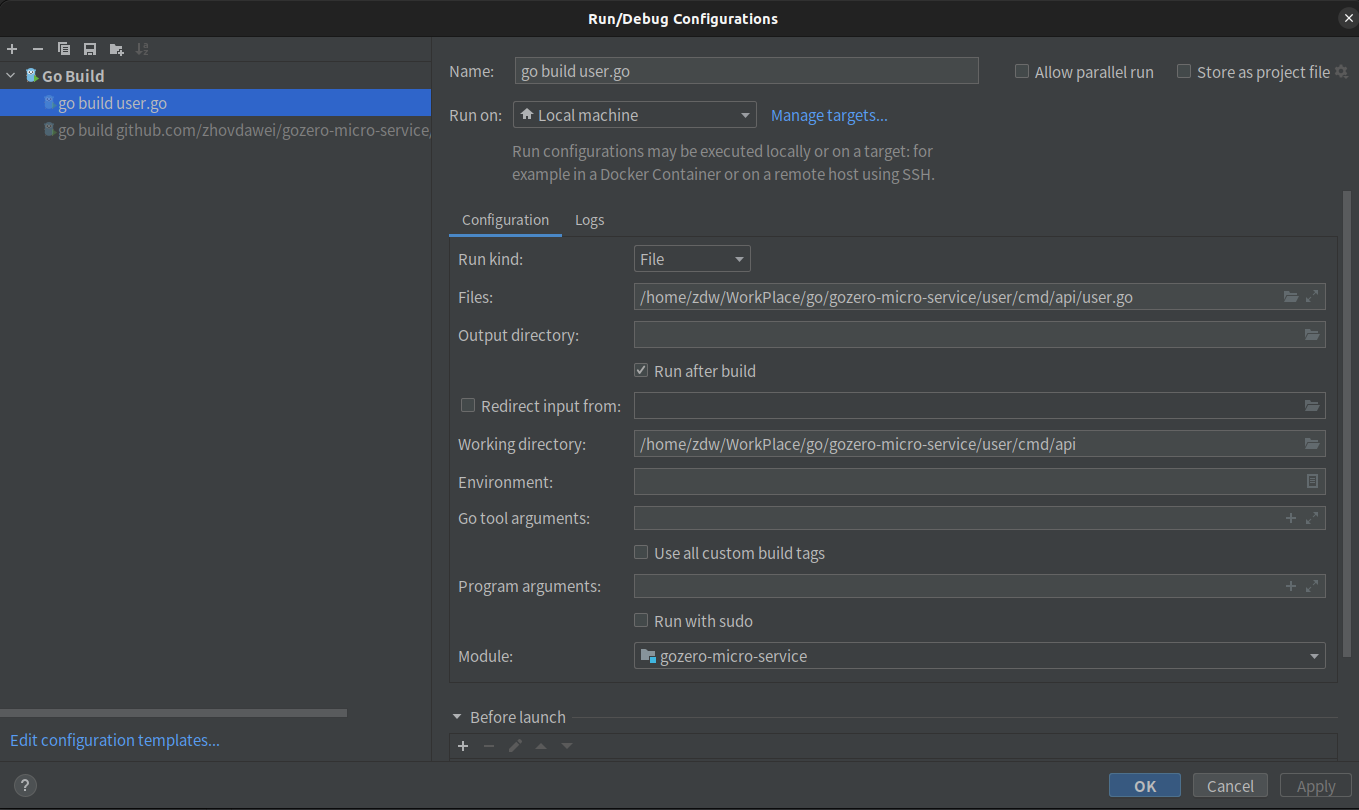 Run/Debug Configurations
Go Build
go build user.go
go build github.com/zhovdawei/gozero-micro-service,
Edit configuration templates...
Name:
go build user.go
Allow parallel run
Store as project file
Run on:
Local machine
Manage targets...
Run configurations may be executed locally or on a target: for
example in a Docker Container or on a remote host using SSH.
Configuration
Logs
Run kind:
File
Files:
/home/zdw/WorkPlace/go/gozero-micro-service/user/cmd/api/user.go
Output directory:
Run after build
Redirect input from:
Working directory:
/home/zdw/WorkPlace/go/gozero-micro-service/user/cmd/api
Environment:
Go tool arguments:
Use all custom build tags
Program arguments:
Run with sudo
Module:
gozero-micro-service
Before launch
?
OK
Cancel
Apply